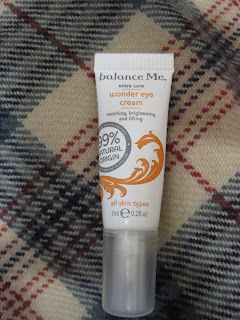 balance Me.
extra care
wonder eye
cream
smoothing, brightening
and lifting
99%
NATURAL
ORIGIN
all skin types
7ml e 0.2fl oz